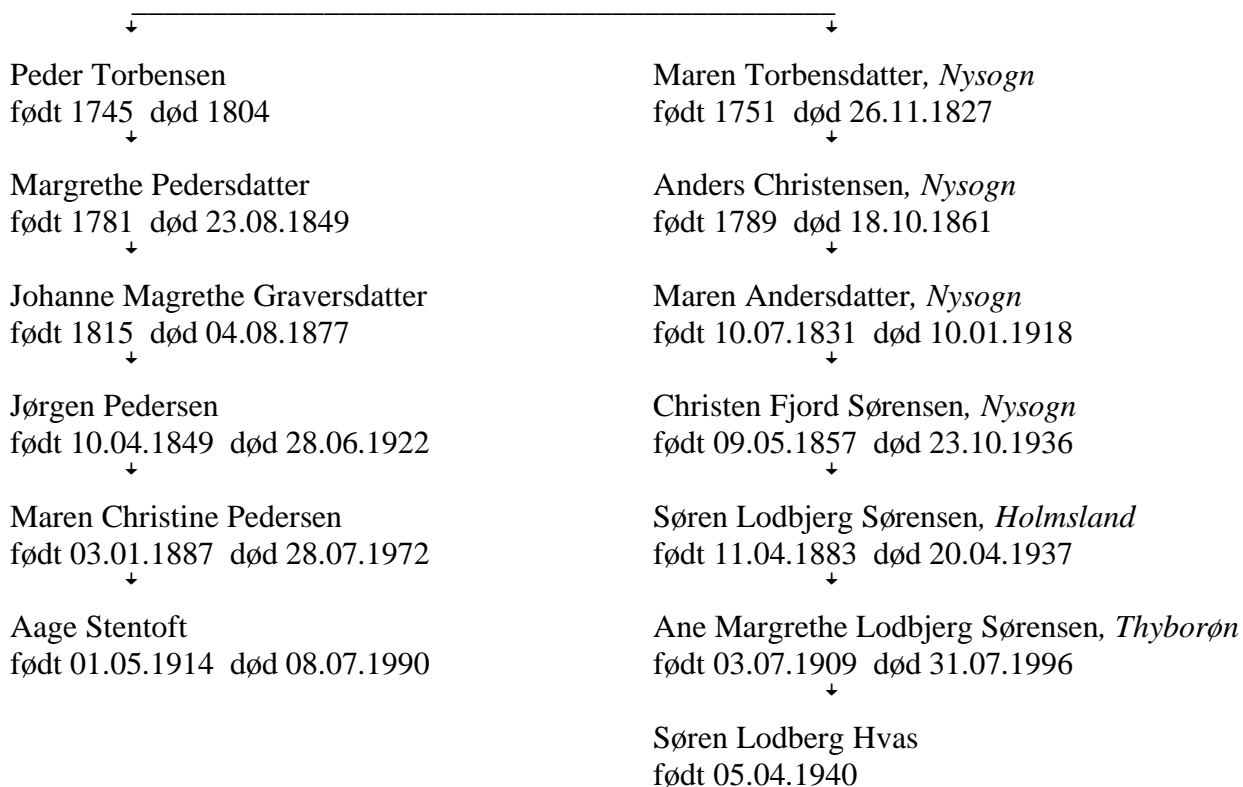 Peder Torbensen
født 1745 død 1804
Margrethe Pedersdatter
født 1781 død 23.08.1849
Johanne Magrethe Graversdatter
født 1815 død 04.08.1877
Jørgen Pedersen
født 10.04.1849 død 28.06.1922
Maren Christine Pedersen
født 03.01.1887 død 28.07.1972
Aage Stentoft
født 01.05.1914 død 08.07.1990
Maren Torbensdatter, Nysogn
født 1751 død 26.11.1827
Anders Christensen, Nysogn
født 1789 død 18.10.1861
Maren Andersdatter, Nysogn
født 10.07.1831 død 10.01.1918
Christen Fjord Sørensen, Nysogn
født 09.05.1857 død 23.10.1936
Søren Lodbjerg Sørensen, Holmsland
født 11.04.1883 død 20.04.1937
Ane Margrethe Lodbjerg Sørensen, Thyborøn
født 03.07.1909 død 31.07.1996
Søren Lodberg Hvas
født 05.04.1940